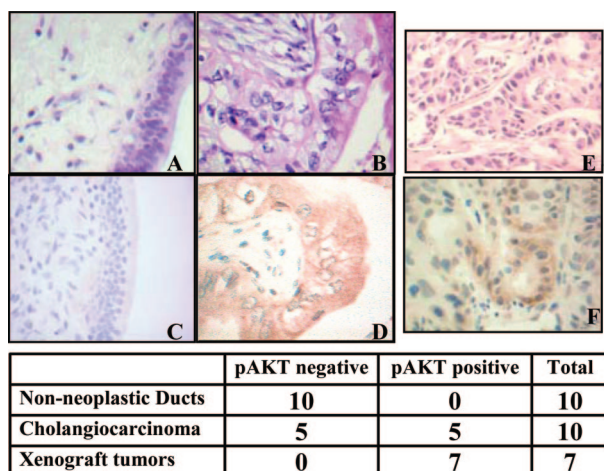 A
B
E
C
D
F
pAKT negative pAKT positive Total
Non-neoplastic Ducts 10 0 10
Cholangiocarcinoma 5 5 10
Xenograft tumors 0 7 7